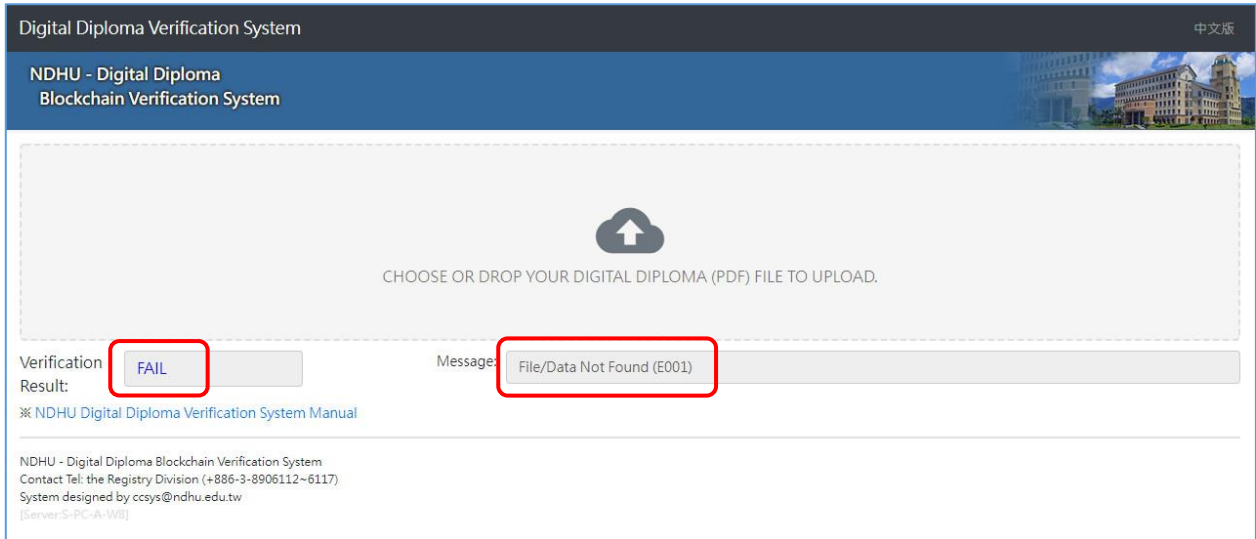 Digital Diploma Verification System 中文版
NDHU - Digital Diploma
Blockchain Verification System
CHOOSE OR DROP YOUR DIGITAL DIPLOMA (PDF) FILE TO UPLOAD.
Verification Result: FAIL
Message: File/Data Not Found (E001)
※ NDHU Digital Diploma Verification System Manual
NDHU - Digital Diploma Blockchain Verification System
Contact Tel: the Registry Division (+886-3-8906112~6117)
System designed by ccsys@ndhu.edu.tw
[Server:S-PC-A-W8]